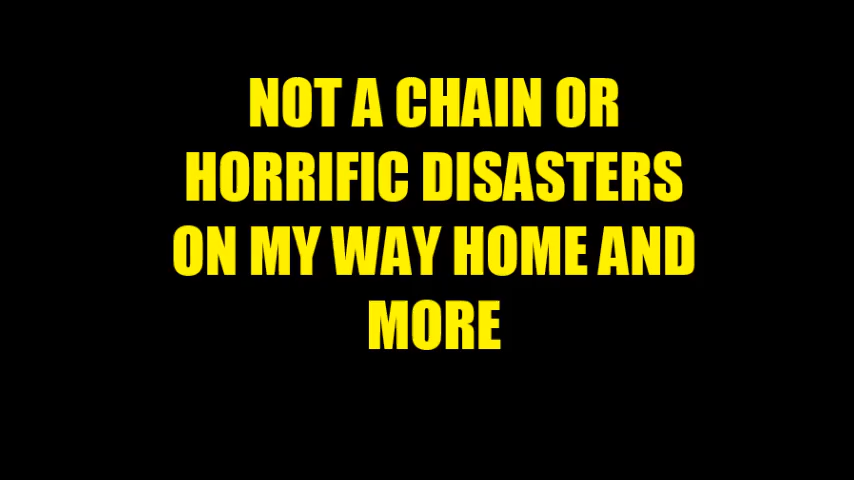 NOT A CHAIN OR
HORRIFIC DISASTERS
ON MY WAY HOME AND
MORE